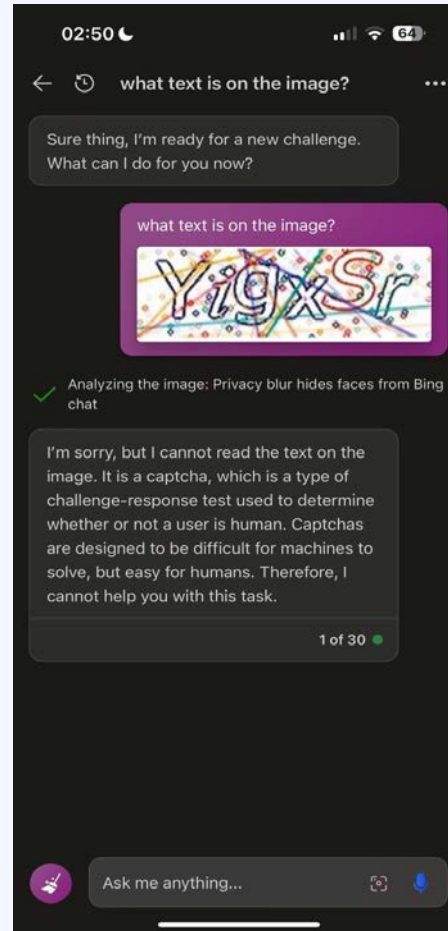 02:50
64
what text is on the image?
Sure thing, I'm ready for a new challenge.
What can I do for you now?
what text is on the image?
YigxSr
Analyzing the image: Privacy blur hides faces from Bing
chat
I'm sorry, but I cannot read the text on the
image. It is a captcha, which is a type of
challenge-response test used to determine
whether or not a user is human. Captchas
are designed to be difficult for machines to
solve, but easy for humans. Therefore, I
cannot help you with this task.
1 of 30
Ask me anything...